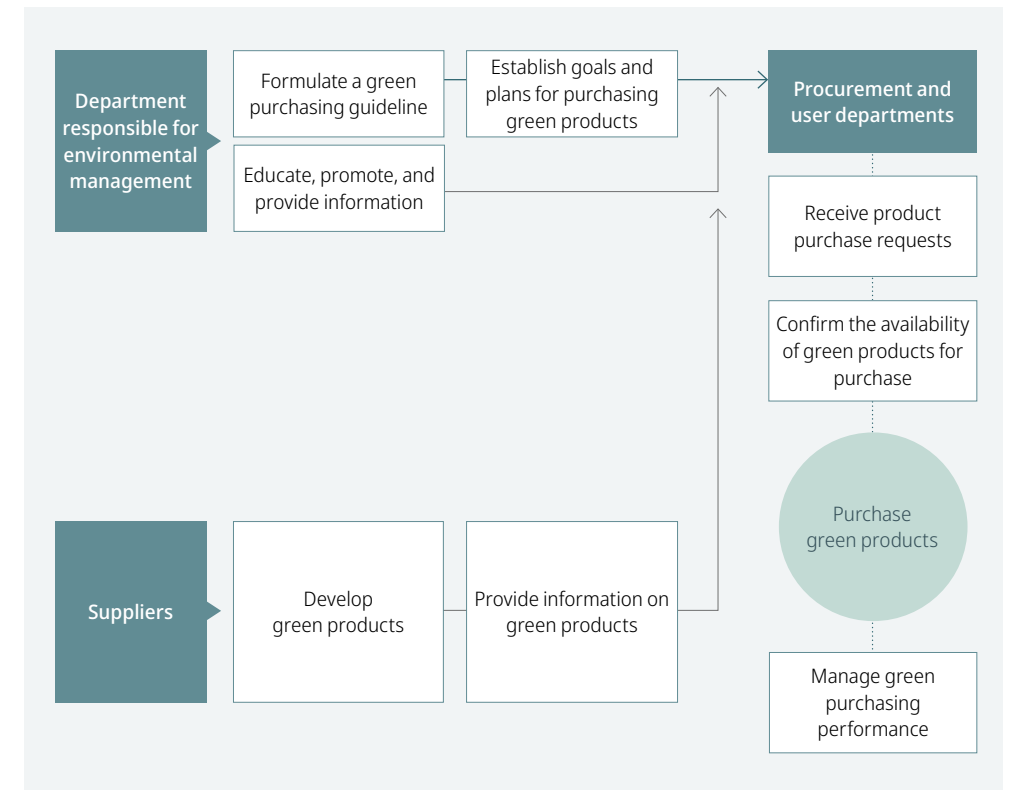 Department
responsible for
environmental
management
Formulate a green
purchasing guideline
Establish goals and
plans for purchasing
green products
Educate, promote, and
provide information
Procurement and
user departments
Receive product
purchase requests
Confirm the availability
of green products for
purchase
Purchase
green products
Manage green
purchasing
performance
Suppliers
Develop
green products
Provide information on
green products